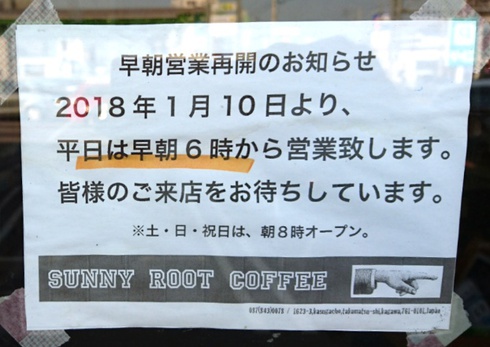 早朝営業再開のお知らせ
2018年1月10日より、
平日は早朝6時から営業致します。
皆様のご来店をお待ちしています。
※土・日・祝日は、朝8時オープン。
SUNNY ROOT COFFEE